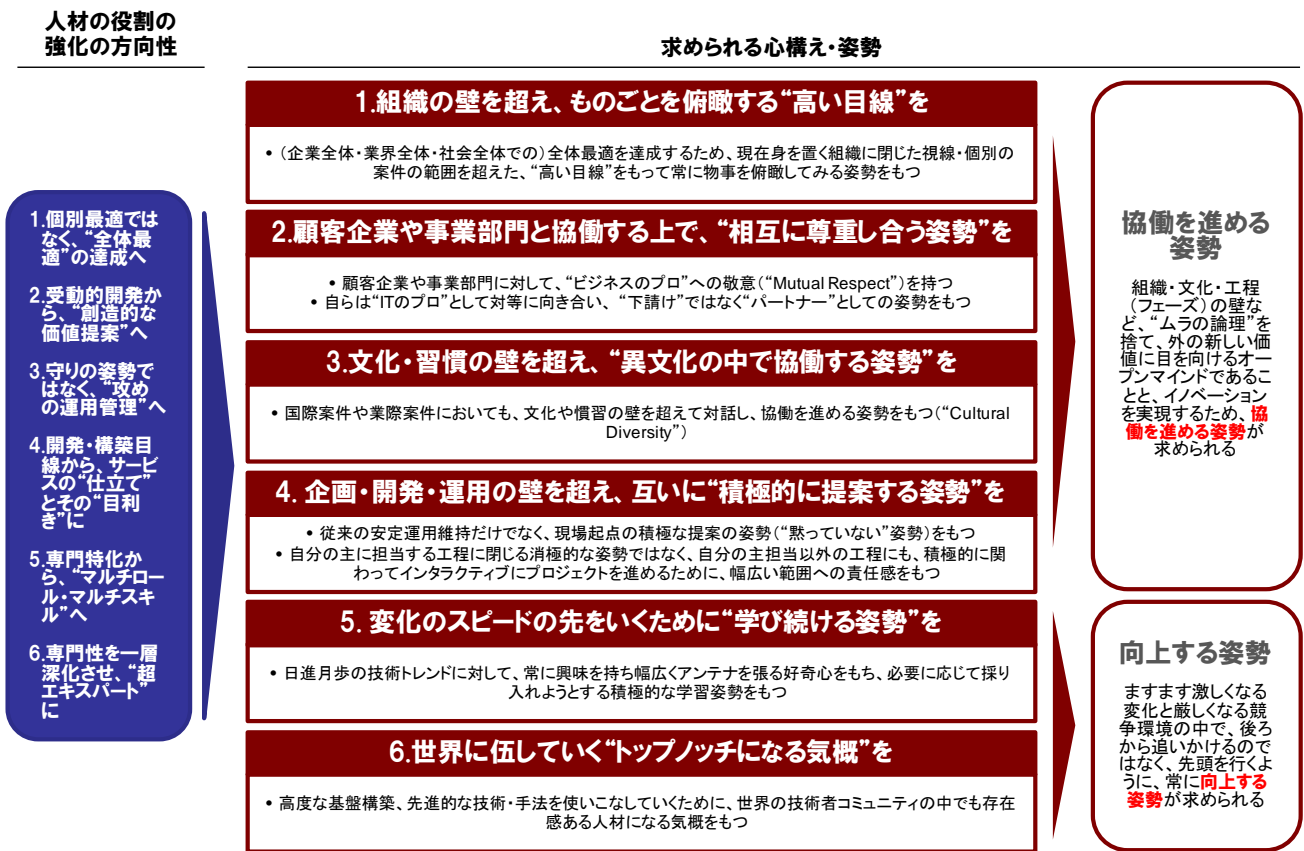 人材の役割の
強化の方向性
求められる心構え・姿勢
1.個別最適では
なく、“全体最
適”の達成へ
2.受動的開発か
ら、“創造的な
価値提案”へ
3.守りの姿勢で
はなく、“攻め
の運用管理”へ
4.開発・構築目
線から、サービ
スの“仕立て”
とその“目利
き”に
5.専門特化か
ら、“マルチロー
ル・マルチスキ
ル”へ
6.専門性を一層
深化させ、“超
エキスパート”
に
1.組織の壁を超え、ものごとを俯瞰する“高い目線”を
• （企業全体・業界全体・社会全体での）全体最適を達成するため、現在身を置く組織に閉じた視線・個別の
案件の範囲を超えた、“高い目線”をもって常に物事を俯瞰してみる姿勢をもつ
2.顧客企業や事業部門と協働する上で、“相互に尊重し合う姿勢”を
• 顧客企業や事業部門に対して、“ビジネスのプロ”への敬意（“Mutual Respect”）を持つ
• 自らは“ITのプロ”として対等に向き合い、“下請け”ではなく“パートナー”としての姿勢をもつ
3.文化・習慣の壁を超え、“異文化の中で協働する姿勢”を
• 国際案件や業際案件においても、文化や慣習の壁を超えて対話し、協働を進める姿勢をもつ（“Cultural
Diversity”）
4. 企画・開発・運用の壁を超え、互いに“積極的に提案する姿勢”を
• 従来の安定運用維持だけでなく、現場起点の積極な提案の姿勢（“黙っていない”姿勢）をもつ
• 自分の主に担当する工程に閉じる消極的な姿勢ではなく、自分の主担当以外の工程にも、積極的に関
わってインタラクティブにプロジェクトを進めるために、幅広い範囲への責任感をもつ
5. 変化のスピードの先をいくために“学び続ける姿勢”を
• 日進月歩の技術トレンドに対して、常に興味を持ち幅広くアンテナを張る好奇心をもち、必要に応じて採り
入れようとする積極的な学習姿勢をもつ
6.世界に伍していく“トップノッチになる気概”を
• 高度な基盤構築、先進的な技術・手法を使いこなしていくために、世界の技術者コミュニティの中でも存在
感ある人材になる気概をもつ
協働を進める
姿勢
組織・文化・工程
（フェーズ）の壁な
ど、“ムラの論理”を
捨て、外の新しい価
値に目を向けるオー
プンマインドであるこ
とと、イノベーション
を実現するため、協
働を進める姿勢が
求められる
向上する姿勢
ますます激しくなる
変化と厳しくなる競
争環境の中で、後ろ
から追いかけるので
はなく、先頭を行くよ
うに、常に向上する
姿勢が求められる